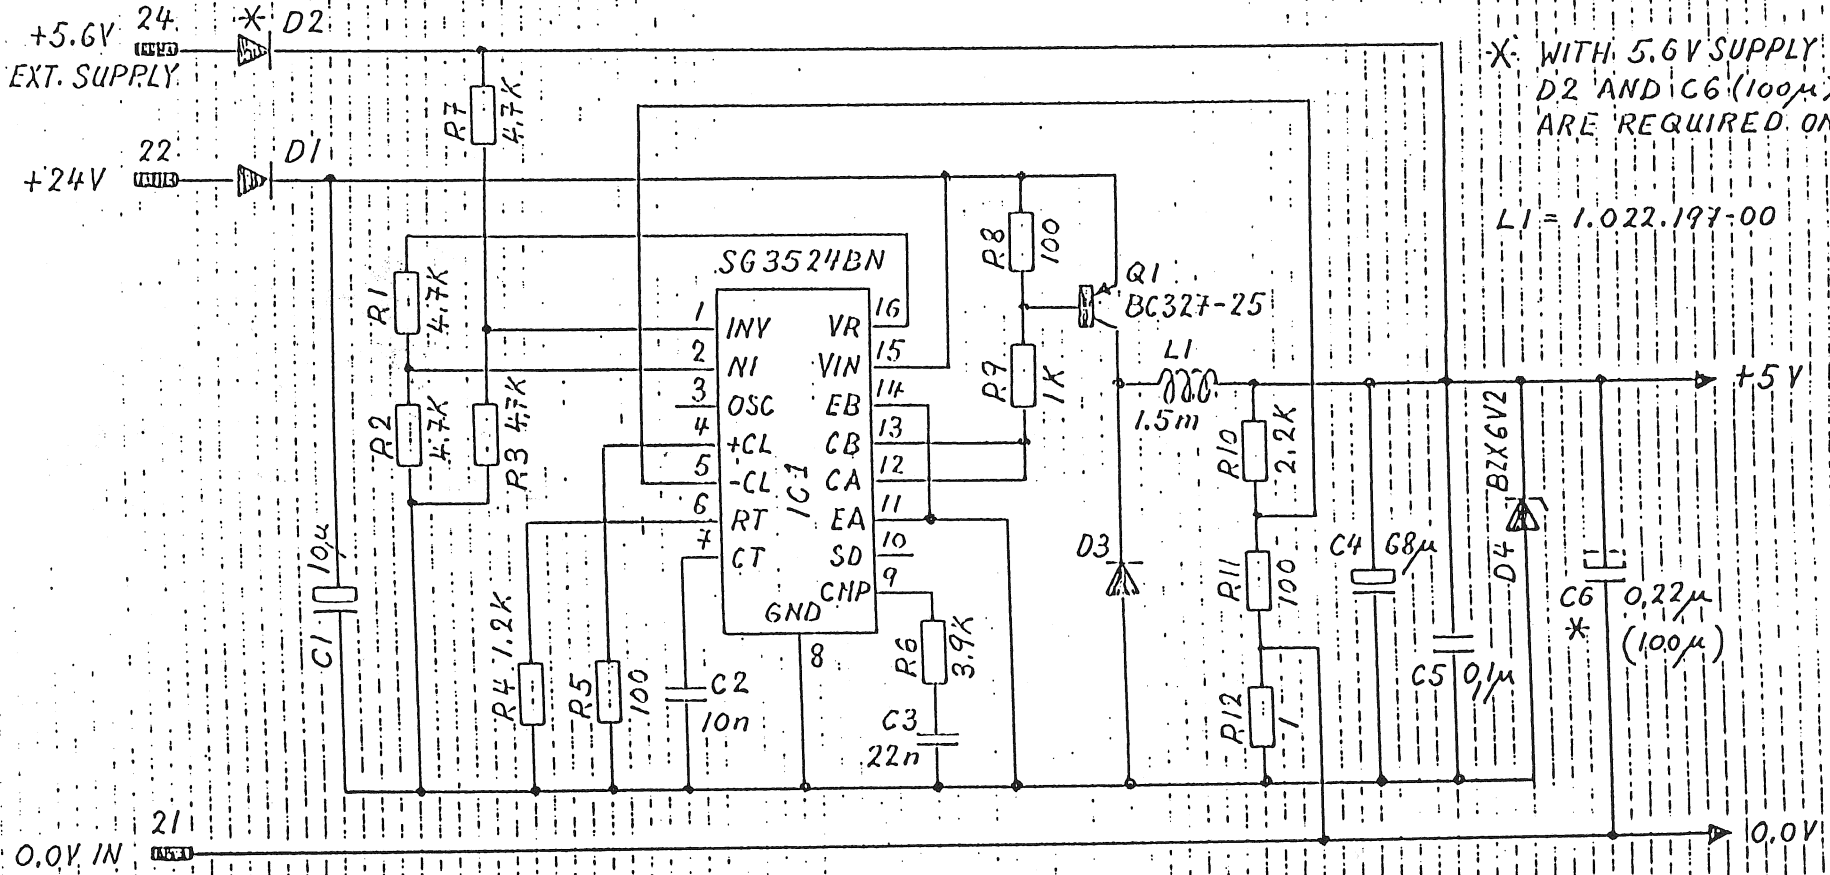 +5.6V
EXT. SUPPLY
24
* D2
+24V
22
D1
R7
4.7K
* WITH 5.6V SUPPLY
D2 AND C6 (100µ)
ARE REQUIRED
L1 = 1.022.197-00
R1
4.7K
R2
4.7K
R3 4.7K
SG3524BN
IC1
1 INV
2 NI
3 OSC
4 +CL
5 -CL
6 RT
7 CT
VR 16
VIN 15
EB 14
CB 13
CA 12
EA 11
SD 10
CMP 9
GND
8
R8
100
R9
1K
Q1
BC327-25
L1
1.5m
R10
2.2K
R11
100
R12
1
D3
C4 68µ
C5 0,1µ
BZX6V2
D4
C6
*
0,22µ
(100µ)
+5V
C1
10µ
R4 1.2K
R5
100
C2
10n
R6
3.9K
C3
22n
21
0.0V IN
0.0V